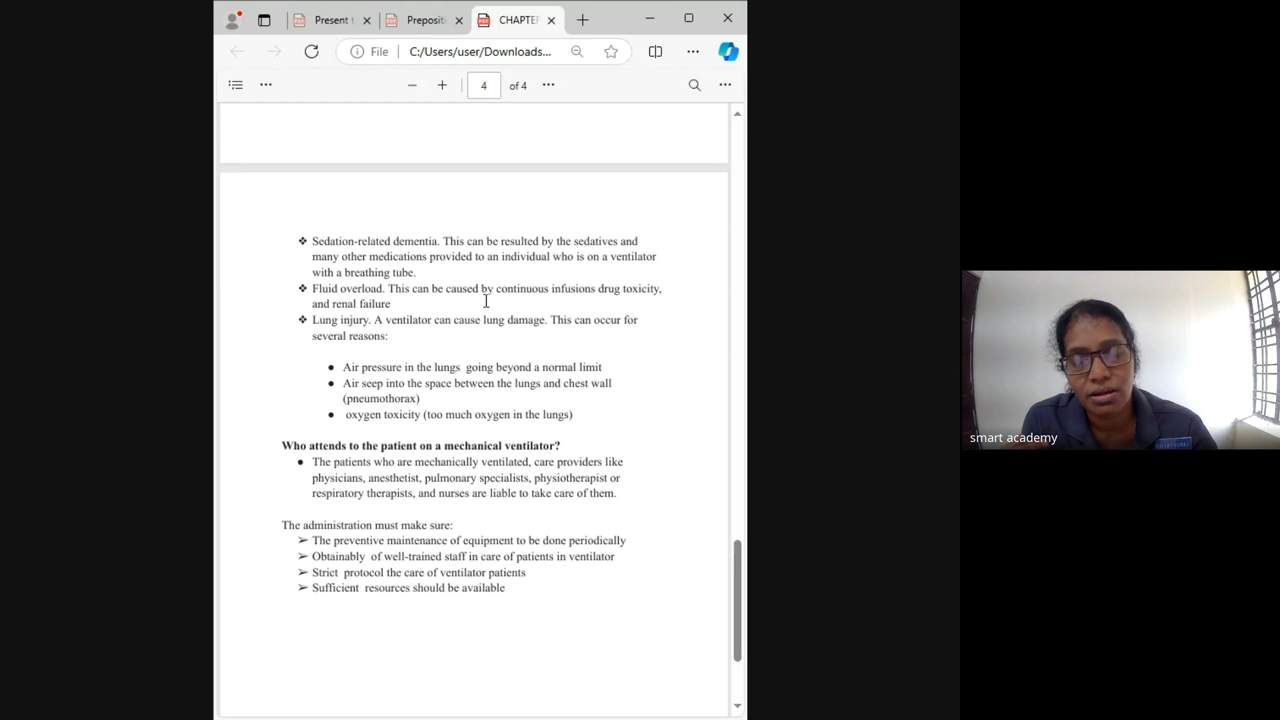 Present t
Prepositi
CHAPTER
File
C:/Users/user/Downloads...
4
of 4
❖ Sedation-related dementia. This can be resulted by the sedatives and
many other medications provided to an individual who is on a ventilator
with a breathing tube.
❖ Fluid overload. This can be caused by continuous infusions drug toxicity,
and renal failure
❖ Lung injury. A ventilator can cause lung damage. This can occur for
several reasons:
● Air pressure in the lungs going beyond a normal limit
● Air seep into the space between the lungs and chest wall
(pneumothorax)
● oxygen toxicity (too much oxygen in the lungs)
Who attends to the patient on a mechanical ventilator?
● The patients who are mechanically ventilated, care providers like
physicians, anesthetist, pulmonary specialists, physiotherapist or
respiratory therapists, and nurses are liable to take care of them.
The administration must make sure:
➢ The preventive maintenance of equipment to be done periodically
➢ Obtainably of well-trained staff in care of patients in ventilator
➢ Strict protocol the care of ventilator patients
➢ Sufficient resources should be available
smart academy